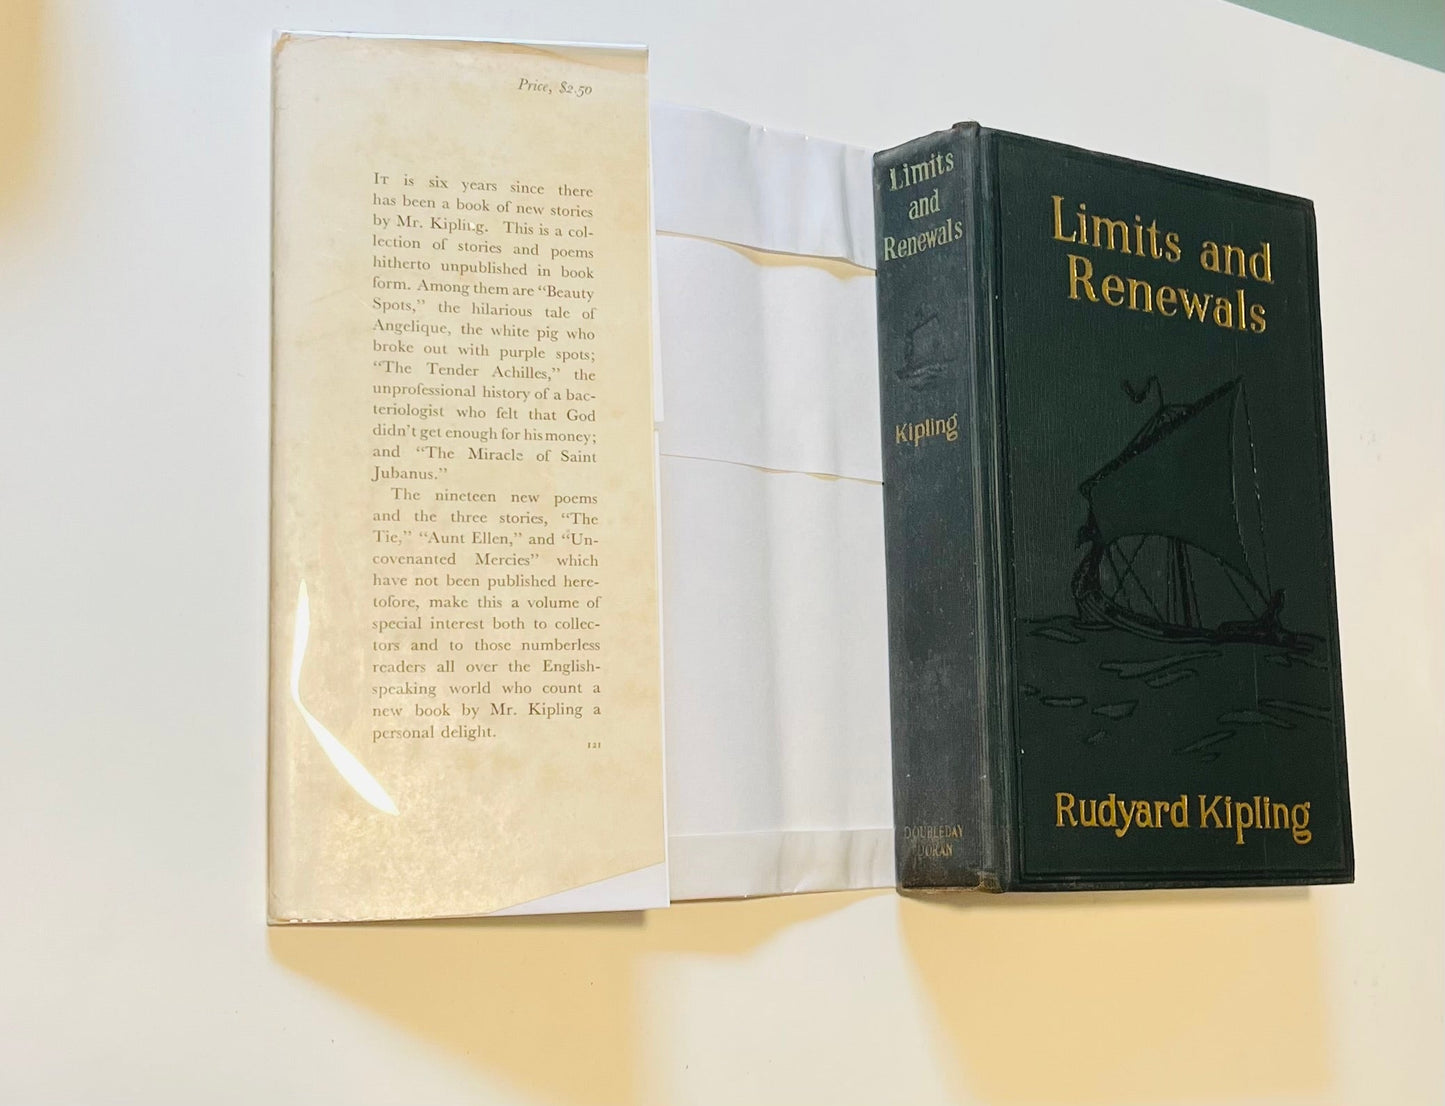 Price, $2.50
It is six years since there
has been a book of new stories
by Mr. Kipling. This is a col-
lection of stories and poems
hitherto unpublished in book
form. Among them are “Beauty
Spots,” the hilarious tale of
Angelique, the white pig who
broke out with purple spots;
“The Tender Achilles,” the
unprofessional history of a bac-
teriologist who felt that God
didn’t get enough for his money;
and “The Miracle of Saint
Jubanus.”
The nineteen new poems
and the three stories, “The
Tie,” “Aunt Ellen,” and “Un-
covenanted Mercies” which
have not been published here-
tofore, make this a volume of
special interest both to collec-
tors and to those numberless
readers all over the English-
speaking world who count a
new book by Mr. Kipling a
personal delight.
121
Limits
and
Renewals
Kipling
DOUBLEDAY
DORAN
Limits and
Renewals
Rudyard Kipling